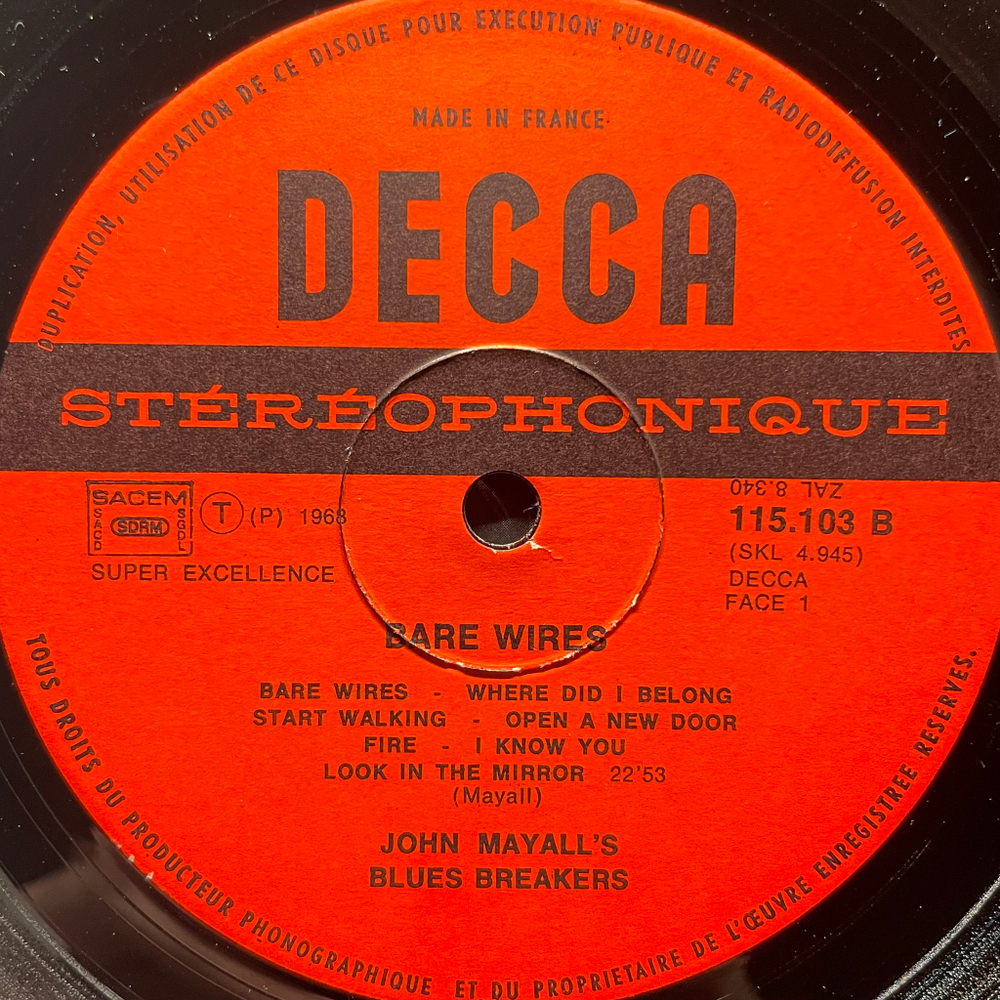 DUPLICATION, UTILISATION DE CE DISQUE POUR EXECUTION PUBLIQUE ET RADIODIFFUSION INTERDITES
MADE IN FRANCE
DECCA
STÉRÉOPHONIQUE
SACEM
SACD
SDRM
SGDL
T
(P) 1968
SUPER EXCELLENCE
ZAL 8.340
115.103 B
(SKL 4.945)
DECCA
FACE 1
BARE WIRES
BARE WIRES - WHERE DID I BELONG
START WALKING - OPEN A NEW DOOR
FIRE - I KNOW YOU
LOOK IN THE MIRROR 22'53
(Mayall)
JOHN MAYALL'S
BLUES BREAKERS
TOUS DROITS DU PRODUCTEUR PHONOGRAPHIQUE ET DU PROPRIETAIRE DE L'ŒUVRE ENREGISTREE RESERVES.